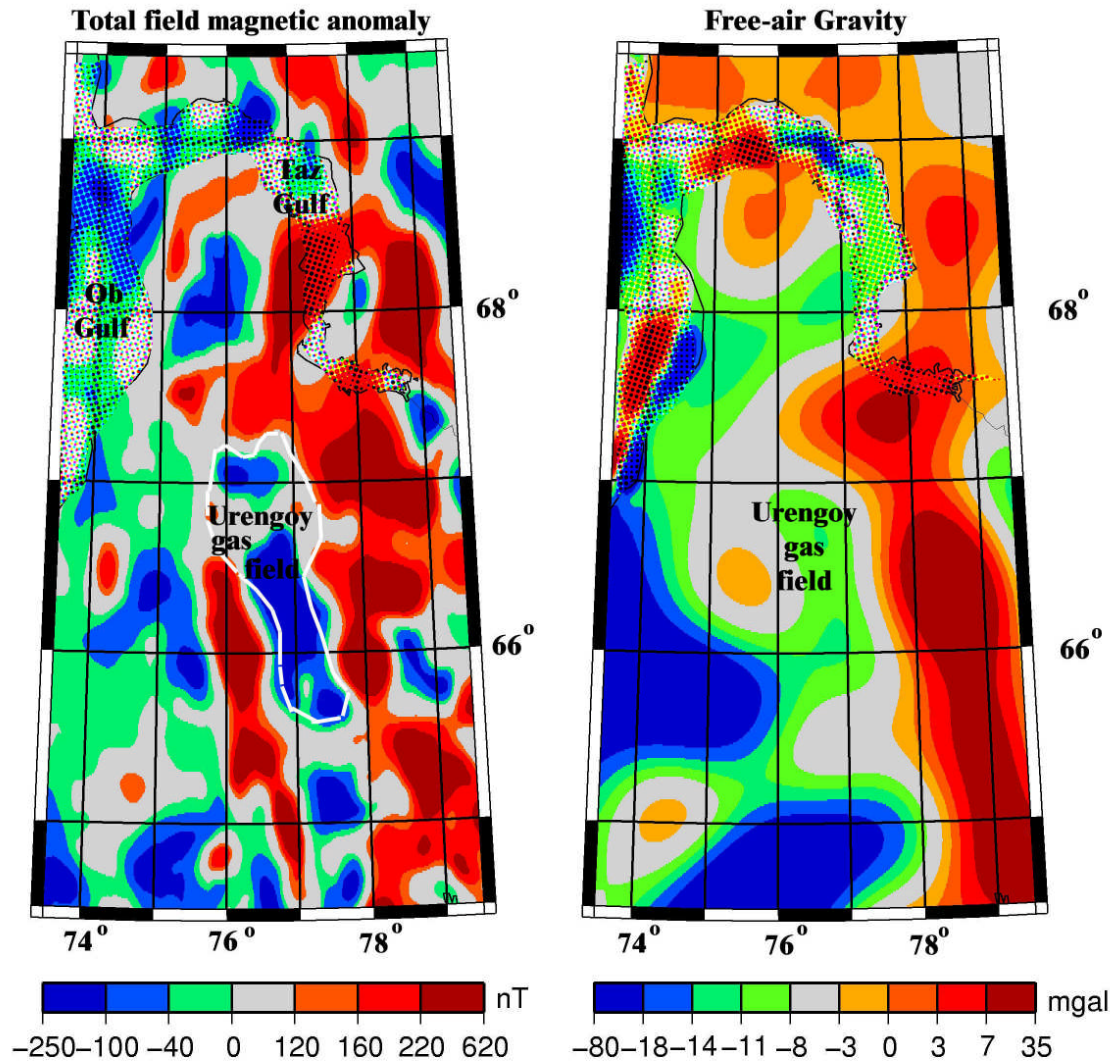 Total field magnetic anomaly
Free-air Gravity
Taz
Gulf
Ob
Gulf
68°
Urengoy
gas
field
Urengoy
gas
field
66°
74° 76° 78°
74° 76° 78°
nT
−250 −100 −40 0 120 160 220 620
mgal
−80 −18 −14 −11 −8 −3 0 3 7 35